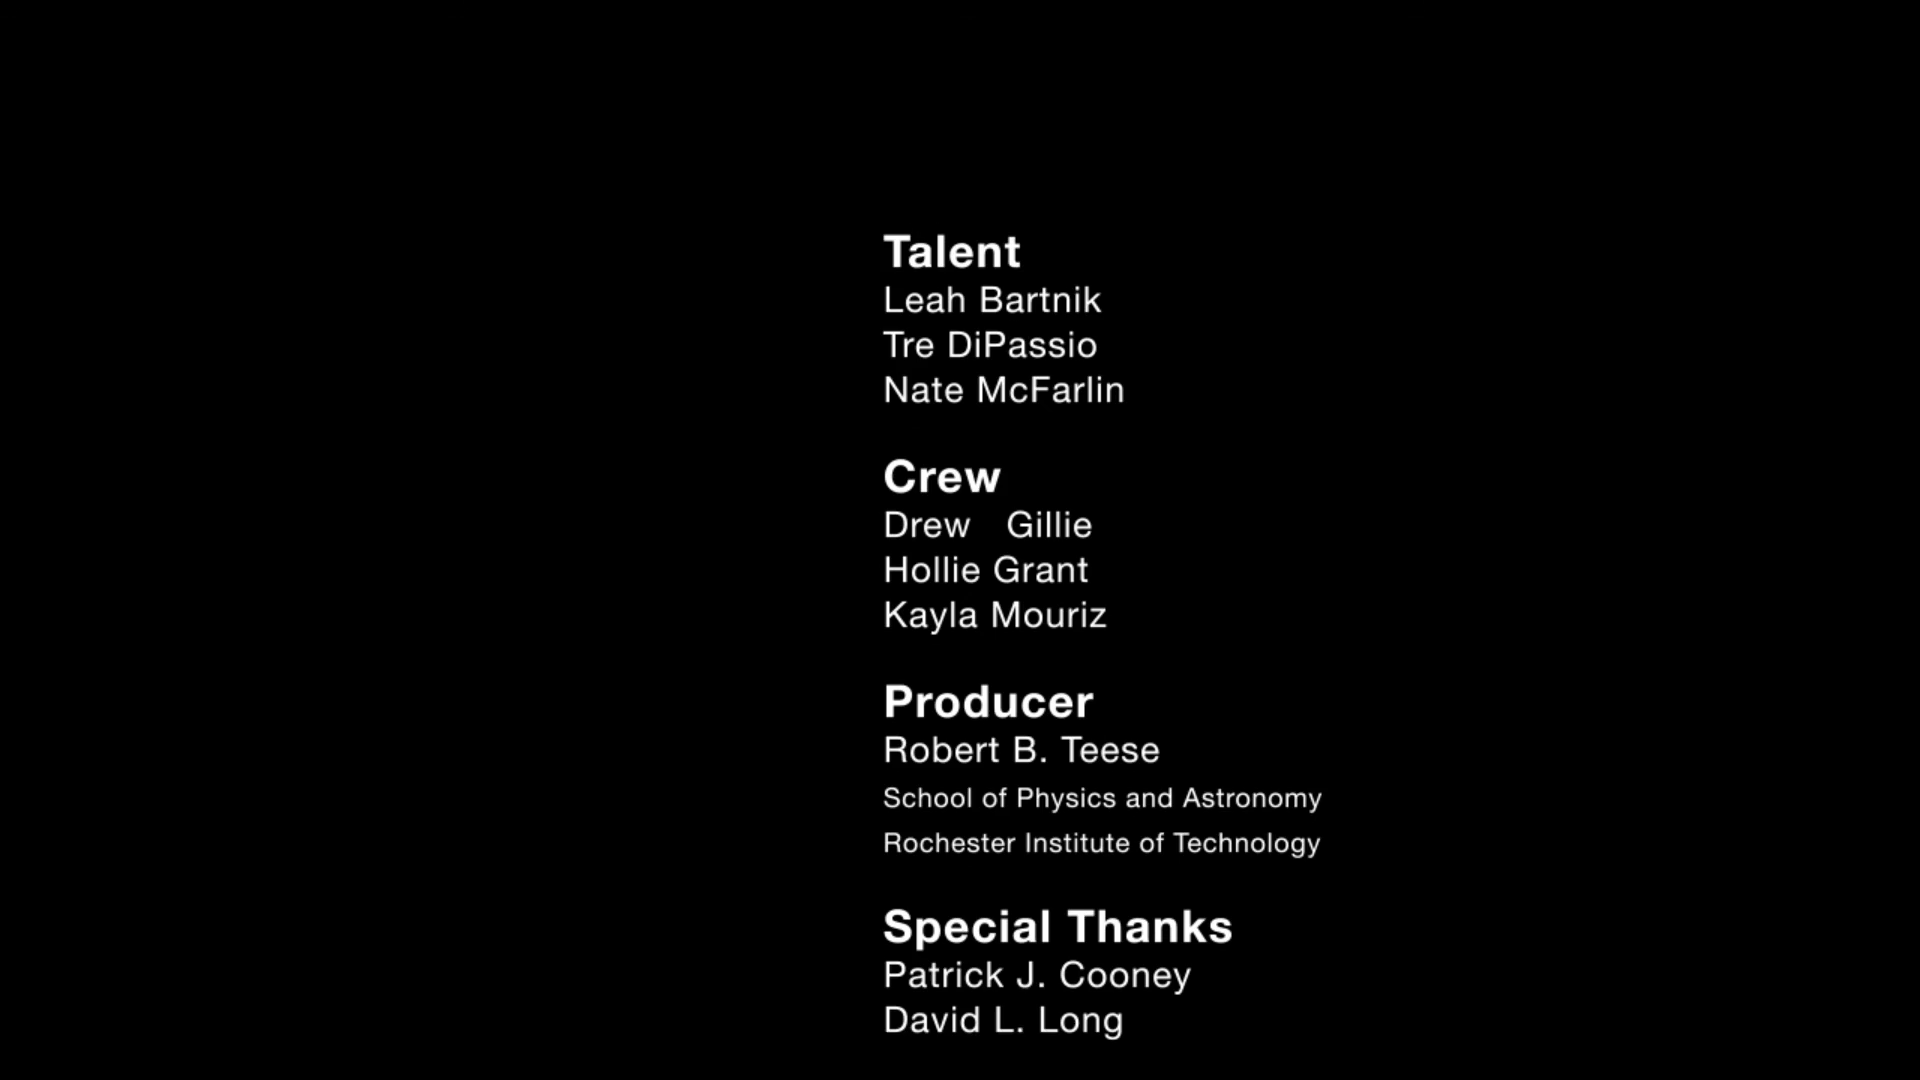 Talent
Leah Bartnik
Tre DiPassio
Nate McFarlin
Crew
Drew   Gillie
Hollie Grant
Kayla Mouriz
Producer
Robert B. Teese
School of Physics and Astronomy
Rochester Institute of Technology
Special Thanks
Patrick J. Cooney
David L. Long